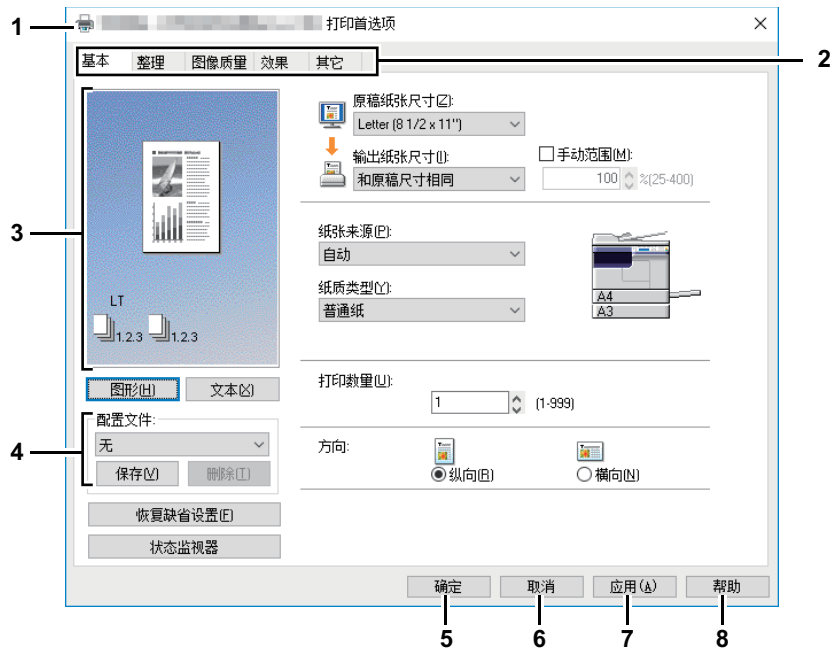 1
打印首选项
基本 整理 图像质量 效果 其它
2
3
LT
1.2.3 1.2.3
图形(H) 文本(X)
4
配置文件:
无
保存(V) 删除(I)
恢复缺省设置(F)
状态监视器
原稿纸张尺寸(Z):
Letter (8 1/2 x 11")
输出纸张尺寸(I):
和原稿尺寸相同
手动范围(M):
100 %(25-400)
纸张来源(P):
自动
纸质类型(Y):
普通纸
A4
A3
打印数量(U):
1 (1-999)
方向:
纵向(R) 横向(N)
确定 取消 应用(A) 帮助
5 6 7 8